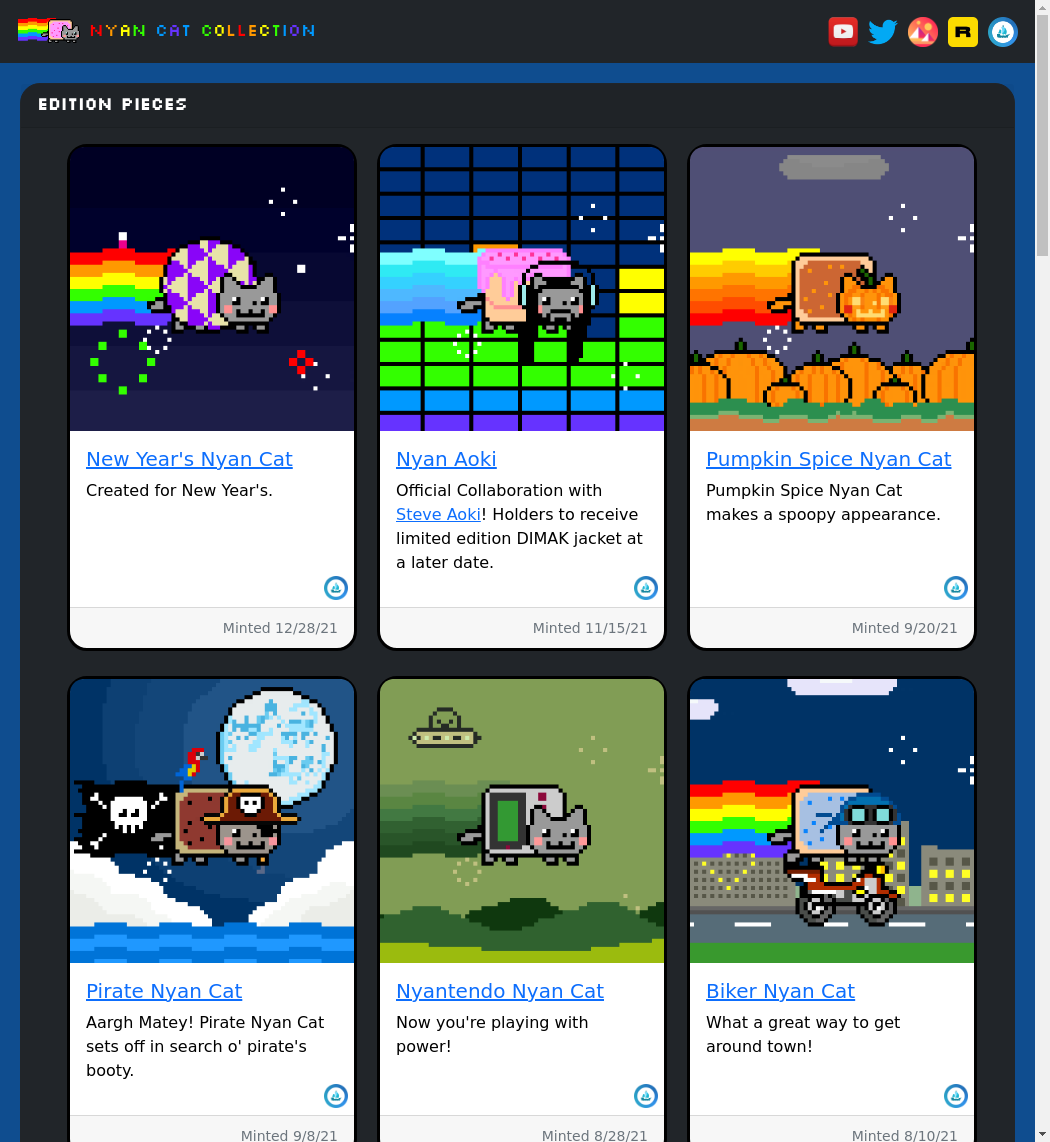 NYAN CAT COLLECTION
R
EDITION PIECES
New Year's Nyan Cat
Created for New Year's.
Minted 12/28/21
Nyan Aoki
Official Collaboration with
Steve Aoki! Holders to receive
limited edition DIMAK jacket at
a later date.
Minted 11/15/21
Pumpkin Spice Nyan Cat
Pumpkin Spice Nyan Cat
makes a spoopy appearance.
Minted 9/20/21
Pirate Nyan Cat
Aargh Matey! Pirate Nyan Cat
sets off in search o' pirate's
booty.
Minted 9/8/21
Nyantendo Nyan Cat
Now you're playing with
power!
Minted 8/28/21
Biker Nyan Cat
What a great way to get
around town!
Minted 8/10/21